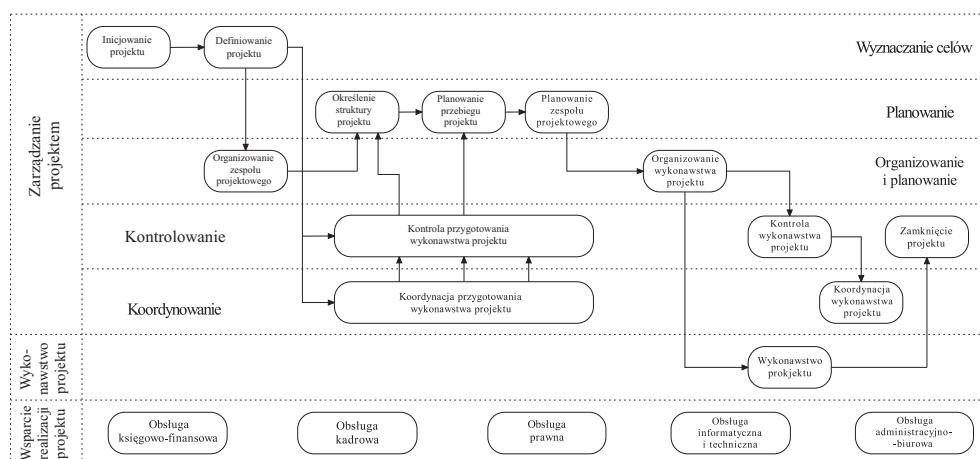 Zarządzanie
projektem
Inicjowanie
projektu
Definiowanie
projektu
Wyznaczanie celów
Określenie
struktury
projektu
Planowanie
przebiegu
projektu
Planowanie
zespołu
projektowego
Planowanie
Organizowanie
zespołu
projektowego
Organizowanie
wykonawstwa
projektu
Organizowanie
i planowanie
Kontrolowanie
Kontrola przygotowania
wykonawstwa projektu
Kontrola
wykonawstwa
projektu
Zamknięcie
projektu
Koordynowanie
Koordynacja przygotowania
wykonawstwa projektu
Koordynacja
wykonawstwa
projektu
Wyko-
nawstwo
projektu
Wykonawstwo
prokjektu
Wsparcie
realizacji
projektu
Obsługa
księgowo-finansowa
Obsługa
kadrowa
Obsługa
prawna
Obsługa
informatyczna
i techniczna
Obsługa
administracyjno-
-biurowa